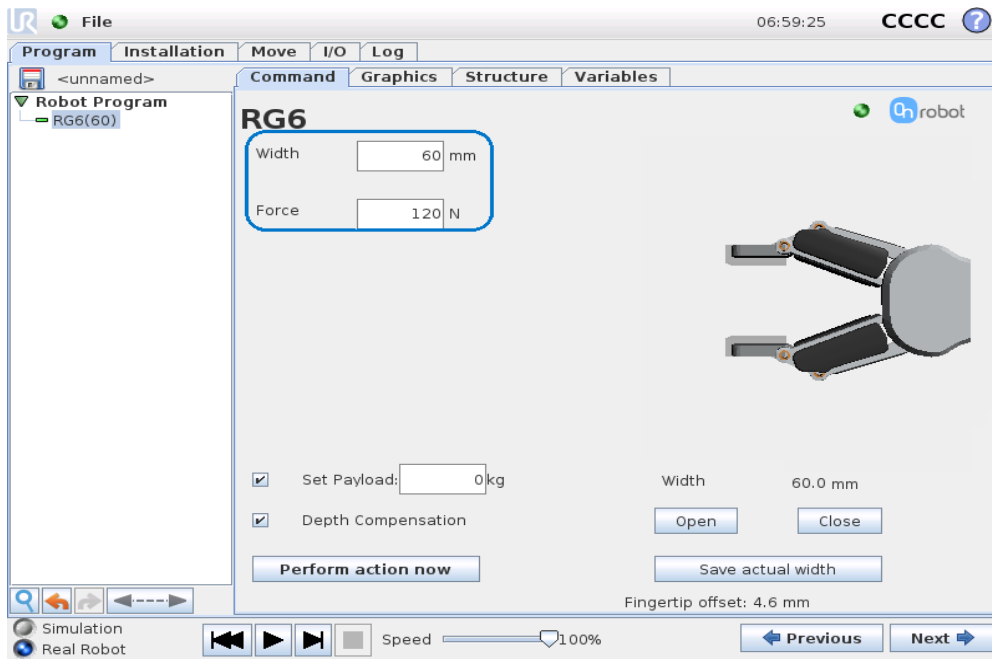 UR File 06:59:25 CCCC ?
Program Installation Move I/O Log
<unnamed> Command Graphics Structure Variables
Robot Program
RG6(60)
RG6
On robot
Width 60 mm
Force 120 N
Set Payload: 0 kg Width 60.0 mm
Depth Compensation Open Close
Perform action now Save actual width
Fingertip offset: 4.6 mm
Simulation
Real Robot
Speed 100% Previous Next